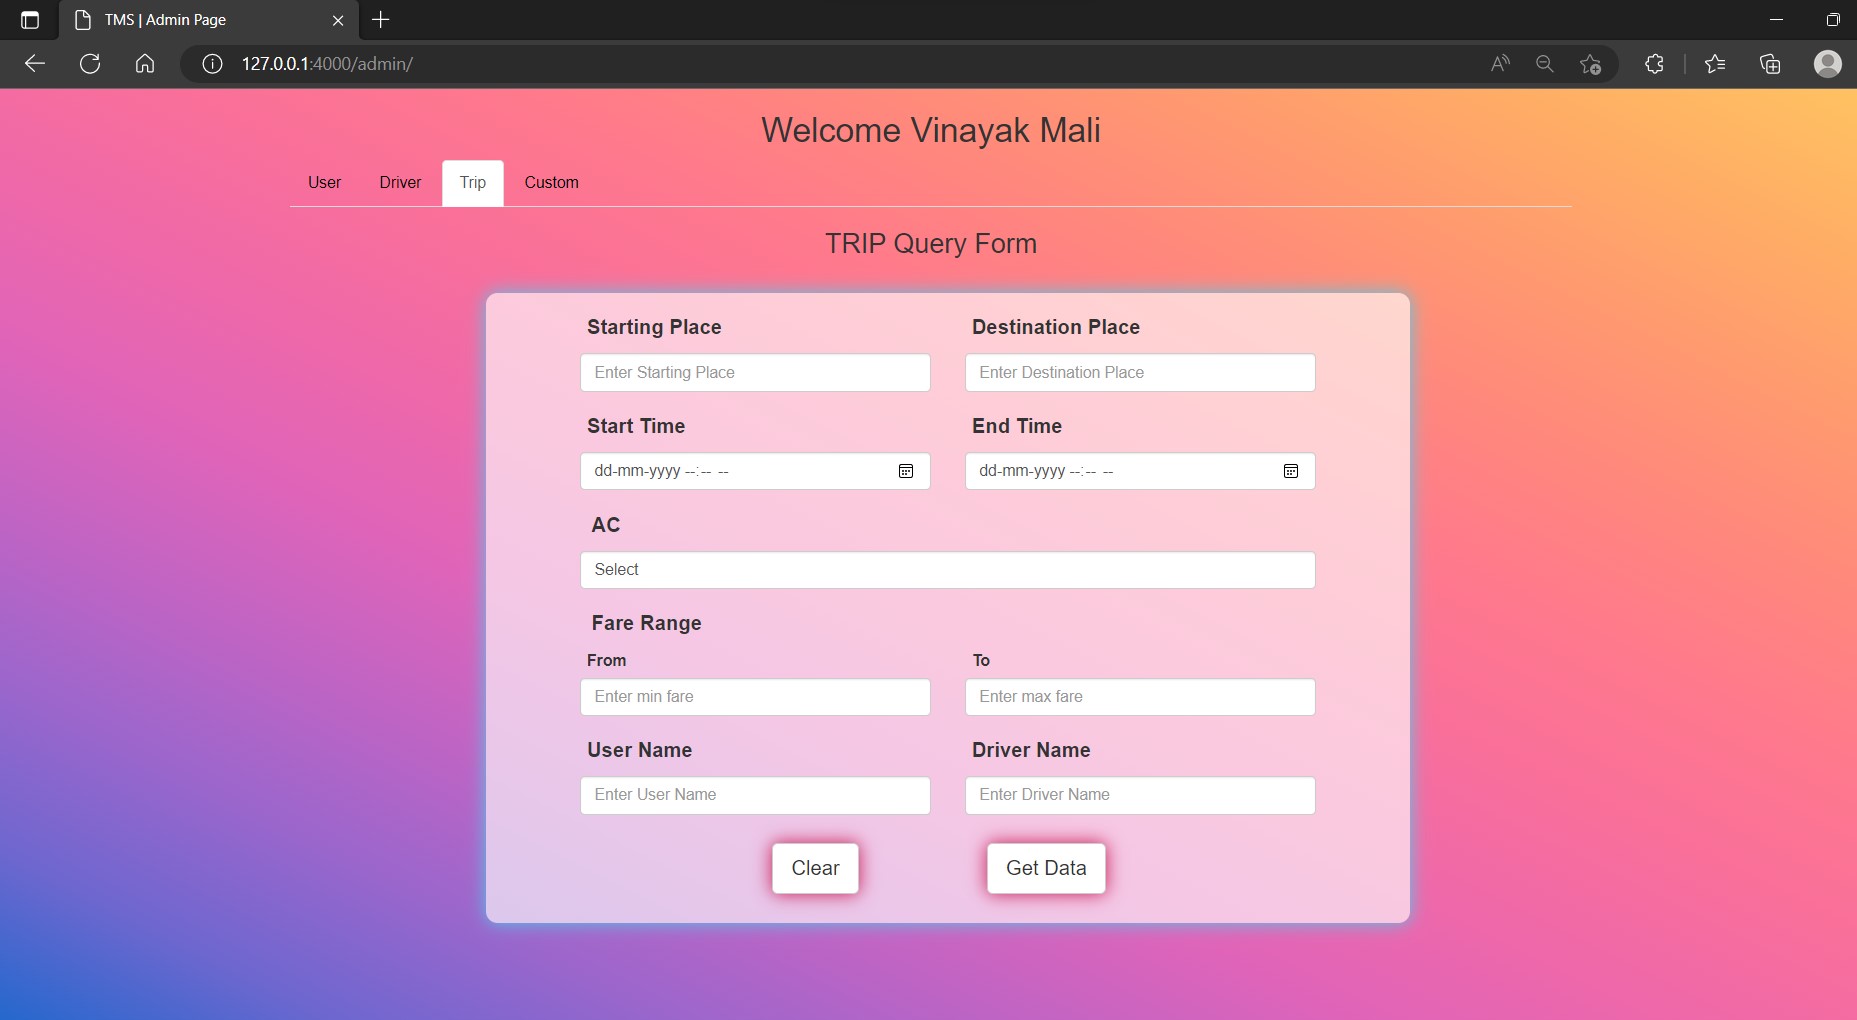 TMS | Admin Page
127.0.0.1:4000/admin/
Welcome Vinayak Mali
User Driver Trip Custom
TRIP Query Form
Starting Place Destination Place
Enter Starting Place Enter Destination Place
Start Time End Time
dd-mm-yyyy --:-- -- dd-mm-yyyy --:-- --
AC
Select
Fare Range
From To
Enter min fare Enter max fare
User Name Driver Name
Enter User Name Enter Driver Name
Clear Get Data